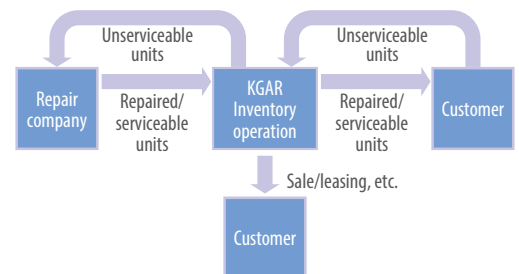 Unserviceable
units
Unserviceable
units
Repair
company
Repaired/
serviceable
units
KGAR
Inventory
operation
Repaired/
serviceable
units
Customer
Sale/leasing, etc.
Customer